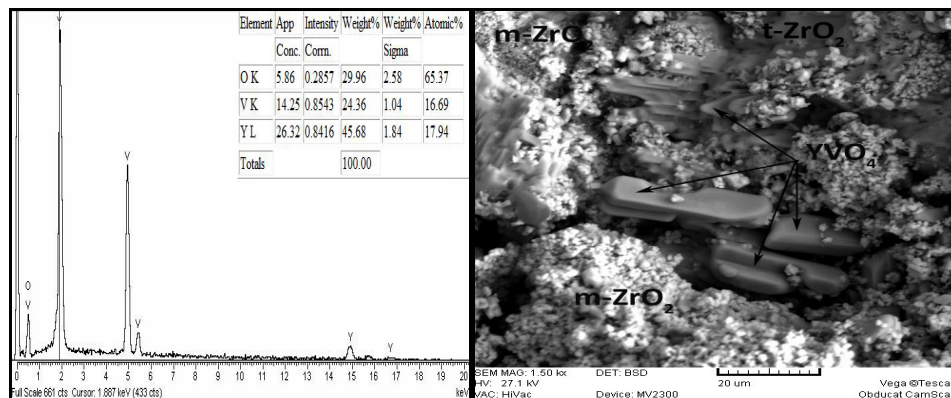 Element App Intensity Weight% Weight% Atomic%
Conc. Corrn. Sigma
O K 5.86 0.2857 29.96 2.58 65.37
V K 14.25 0.8543 24.36 1.04 16.69
Y L 26.32 0.8416 45.68 1.84 17.94
Totals 100.00
O
V
V
V
Y
Y
0 1 2 3 4 5 6 7 8 9 10 11 12 13 14 15 16 17 18 19 20
Full Scale 661 cts Cursor: 1.887 keV (433 cts) keV
m-ZrO2
t-ZrO2
YVO4
m-ZrO2
SEM MAG: 1.50 kx DET: BSD
HV: 27.1 kV 20 um Vega ©Tesca
VAC: HiVac Device: MV2300 Obducat CamSca